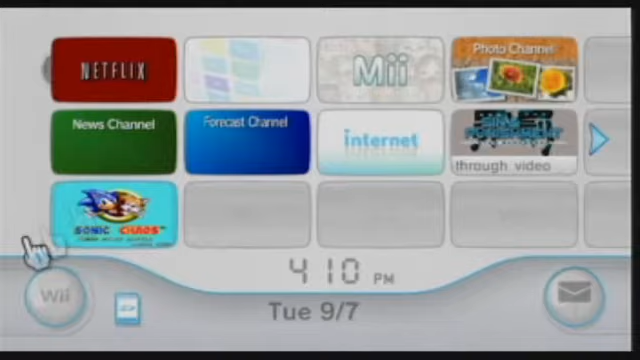 NETFLIX
Mii
Photo Channel
News Channel
Forecast Channel
internet
through video
SONIC CHAOS
4:10 PM
Wii
Tue 9/7